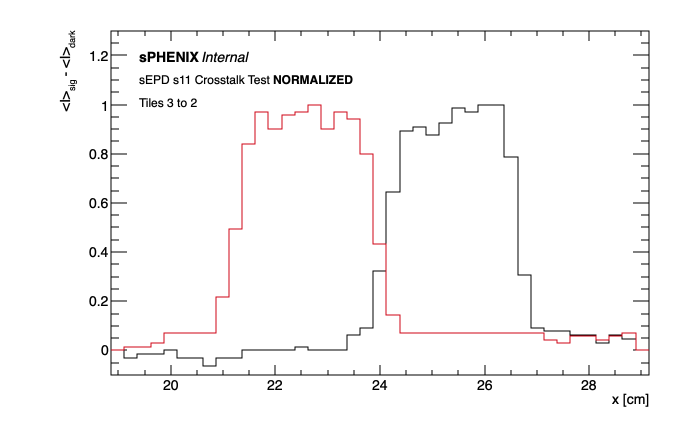 <I>sig - <I>dark
sPHENIX Internal
sEPD s11 Crosstalk Test NORMALIZED
Tiles 3 to 2
1.2
1
0.8
0.6
0.4
0.2
0
20 22 24 26 28
x [cm]